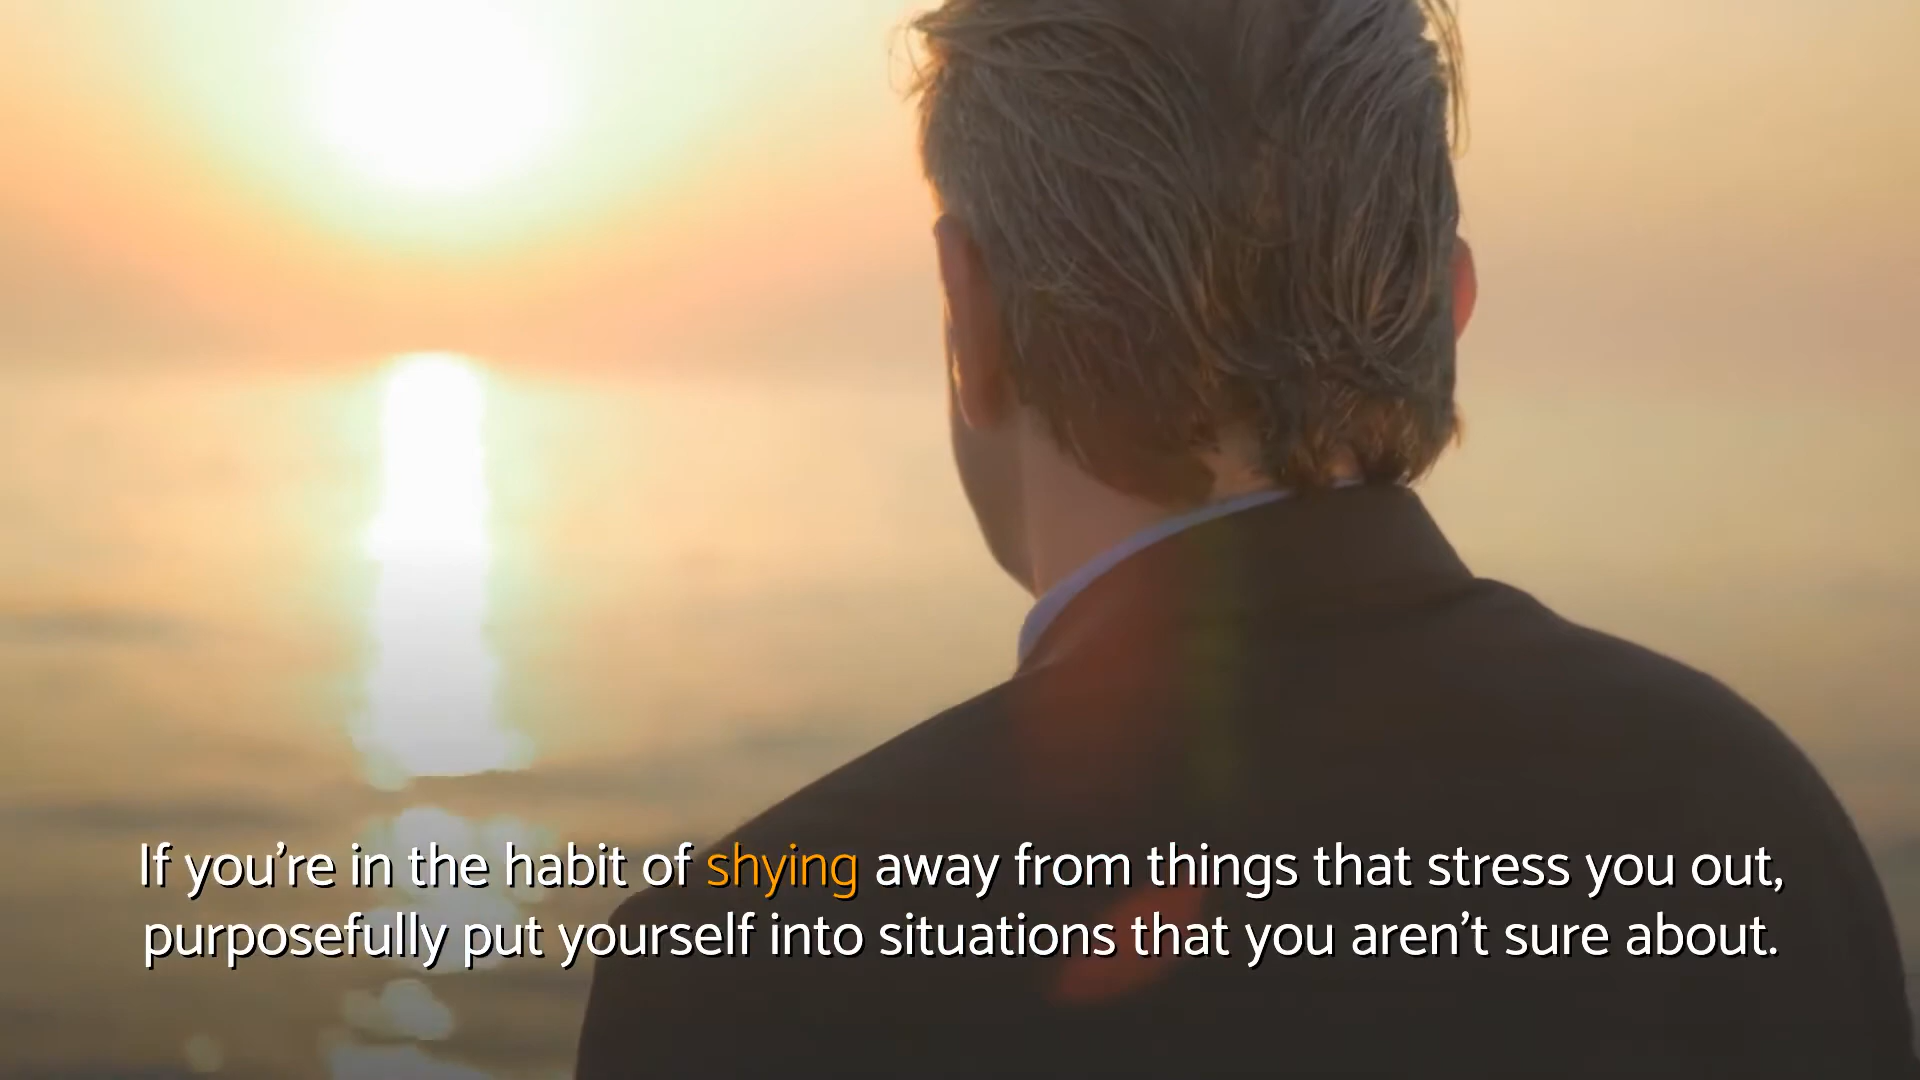 If you’re in the habit of shying away from things that stress you out,
purposefully put yourself into situations that you aren’t sure about.